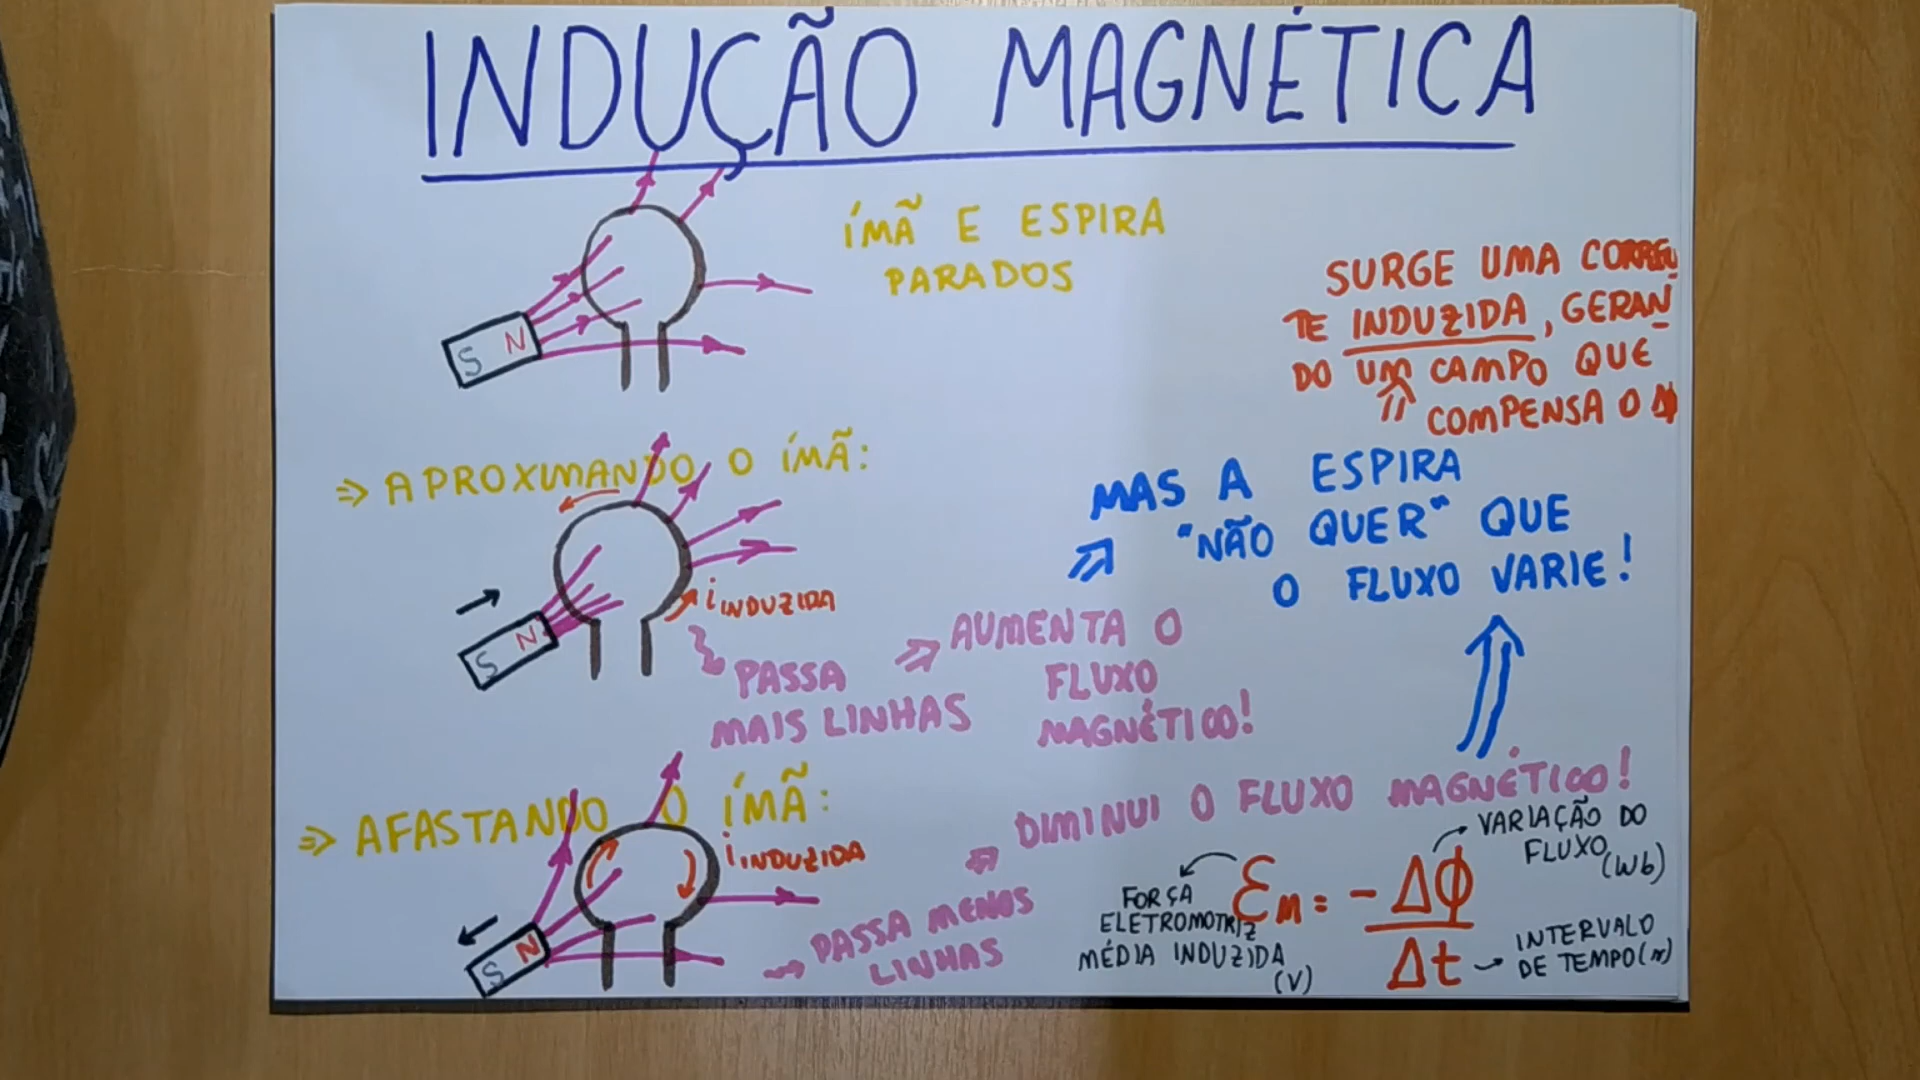 INDUÇÃO MAGNÉTICA
ÍMÃ E ESPIRA
PARADOS
S N
SURGE UMA CORREN
TE INDUZIDA, GERAN
DO UM CAMPO QUE
COMPENSA O Δϕ
⇒ APROXIMANDO O ÍMÃ:
MAS A ESPIRA
"NÃO QUER" QUE
O FLUXO VARIE!
i INDUZIDA
S N
PASSA
MAIS LINHAS
⇒ AUMENTA O
FLUXO
MAGNÉTICO!
⇒ AFASTANDO O ÍMÃ:
i INDUZIDA
S N
PASSA MENOS
LINHAS
DIMINUI O FLUXO MAGNÉTICO!
VARIAÇÃO DO
FLUXO (Wb)
FORÇA
ELETROMOTRIZ
MÉDIA INDUZIDA
(V)
Ɛm = - Δϕ
Δt
INTERVALO
DE TEMPO (s)